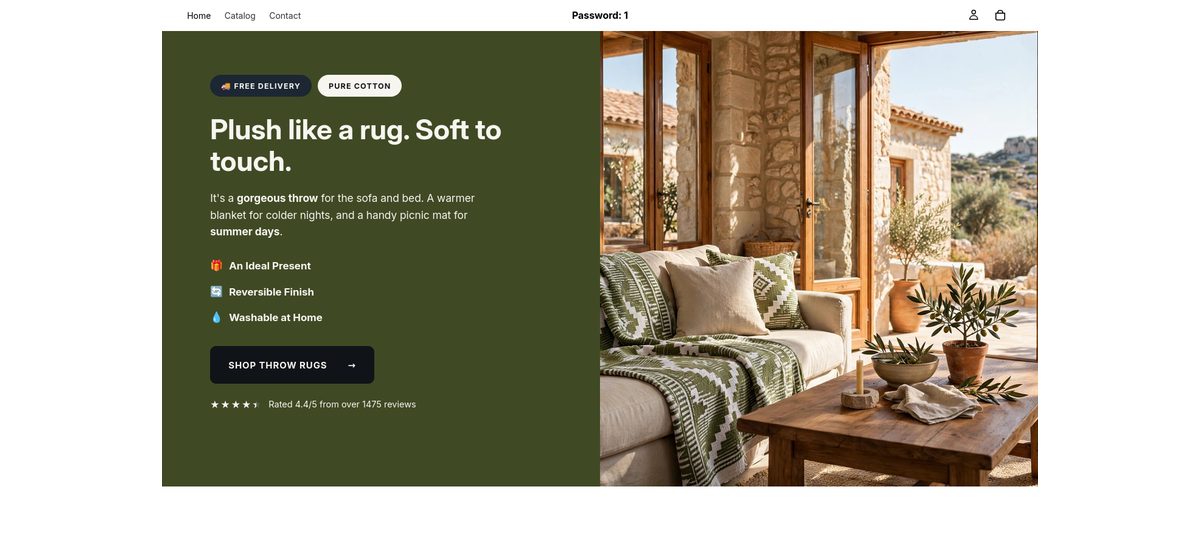 Home Catalog Contact
Password: 1
🚚 FREE DELIVERY
PURE COTTON
Plush like a rug. Soft to
touch.
It's a gorgeous throw for the sofa and bed. A warmer
blanket for colder nights, and a handy picnic mat for
summer days.
🎁 An Ideal Present
🔄 Reversible Finish
💧 Washable at Home
SHOP THROW RUGS →
Rated 4.4/5 from over 1475 reviews